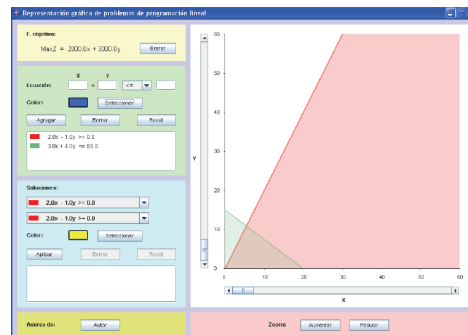 Representación gráfica de problemas de programación lineal
F. objetivo:
MaxZ = 2000.0x + 3000.0y
Borrar
X Y
Ecuación: + <=
Color: Seleccionar
Agregar Borrar Recall
2.0x - 1.0y >= 0.0
3.0x + 4.0y <= 60.0
Soluciones:
2.0x - 1.0y >= 0.0
2.0x - 1.0y >= 0.0
Color: Seleccionar
Aplicar Borrar Recall
Acerca de: Autor
60
50
40
30
20
10
0
Y
0 10 20 30 40 50 60
X
Zoom: Aumentar Reducir